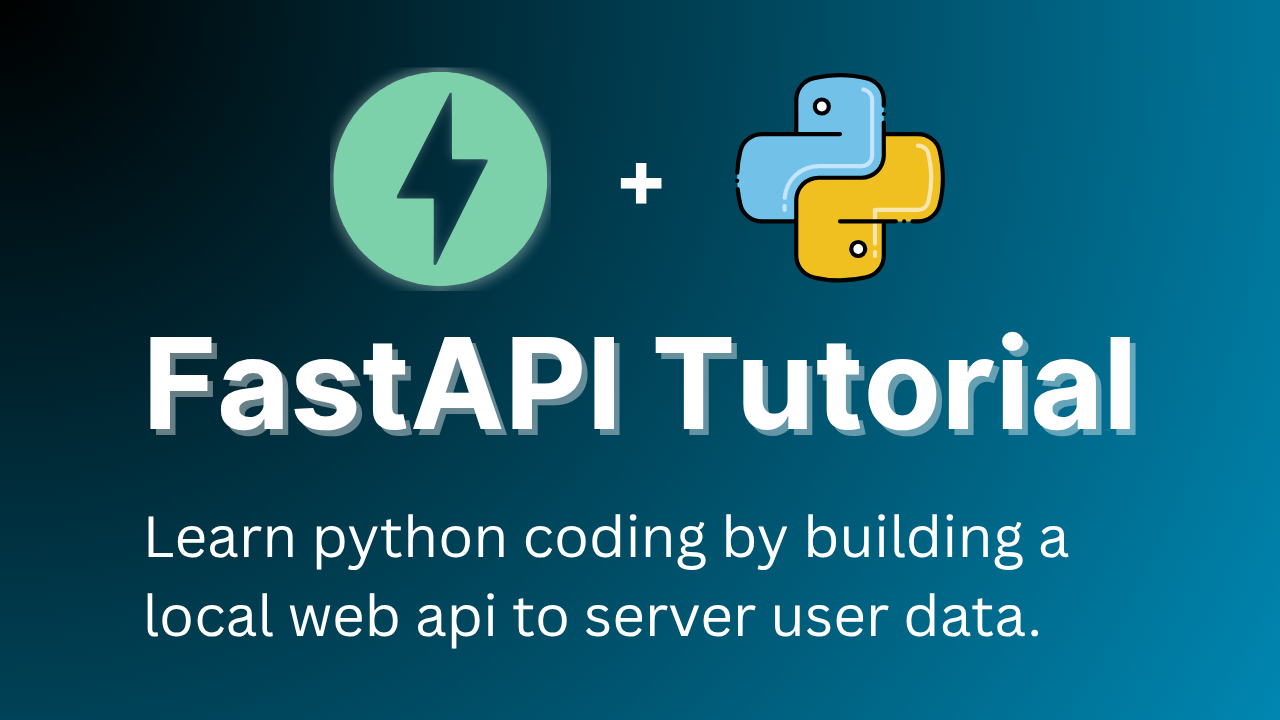 +
FastAPI Tutorial
Learn python coding by building a
local web api to server user data.